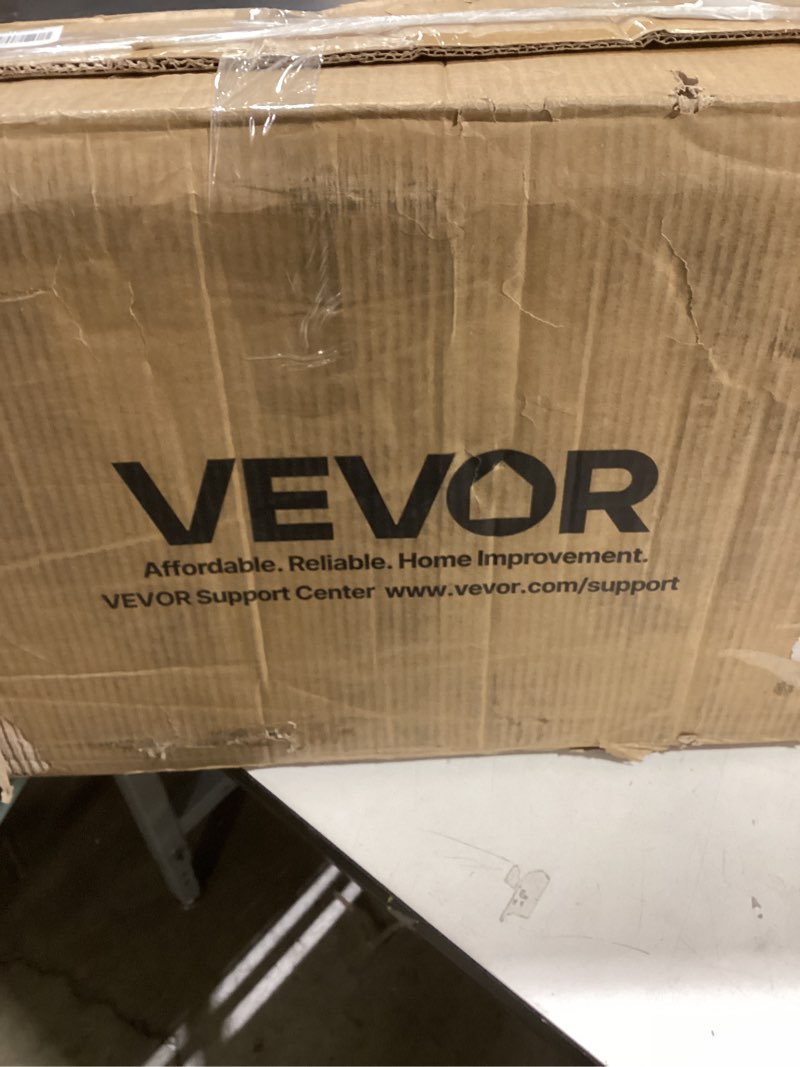 VEVOR
Affordable. Reliable. Home Improvement.
VEVOR Support Center www.vevor.com/support